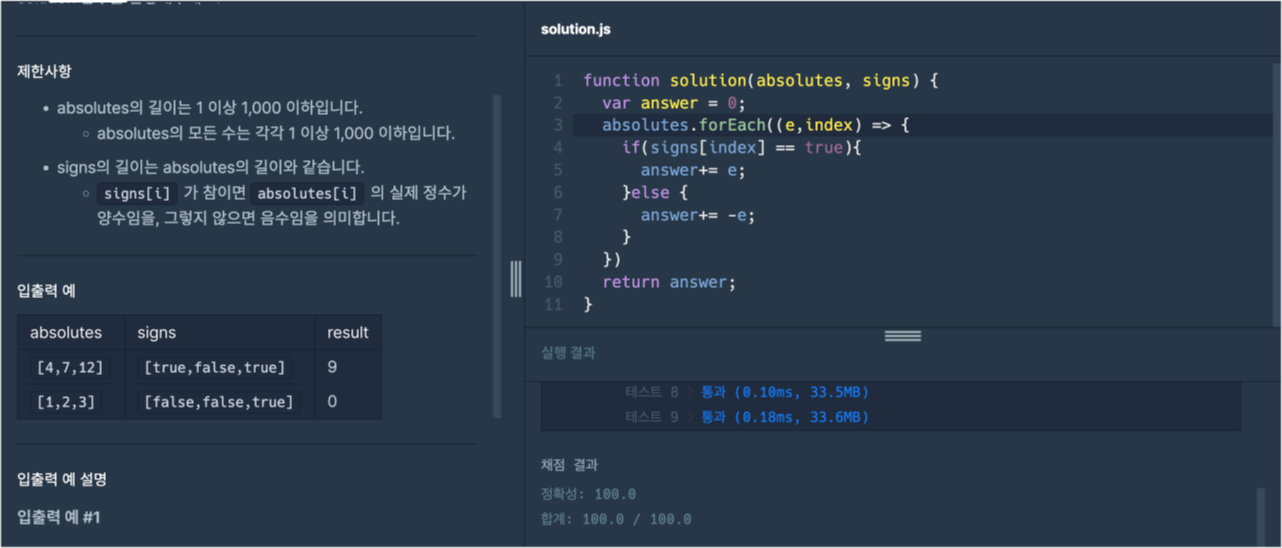 제한사항
• absolutes의 길이는 1 이상 1,000 이하입니다.
◦ absolutes의 모든 수는 각각 1 이상 1,000 이하입니다.
• signs의 길이는 absolutes의 길이와 같습니다.
◦ signs[i] 가 참이면 absolutes[i] 의 실제 정수가
양수임을, 그렇지 않으면 음수임을 의미합니다.
입출력 예
absolutes signs result
[4,7,12] [true,false,true] 9
[1,2,3] [false,false,true] 0
입출력 예 설명
입출력 예 #1
solution.js
1 function solution(absolutes, signs) {
2 var answer = 0;
3 absolutes.forEach((e,index) => {
4 if(signs[index] == true){
5 answer+= e;
6 }else {
7 answer+= -e;
8 }
9 })
10 return answer;
11 }
실행 결과
테스트 8 > 통과 (0.10ms, 33.5MB)
테스트 9 > 통과 (0.18ms, 33.6MB)
채점 결과
정확성: 100.0
합계: 100.0 / 100.0